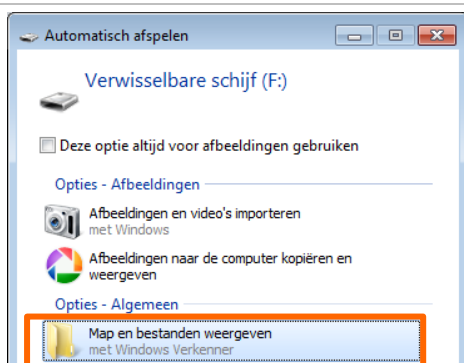 Automatisch afspelen
Verwisselbare schijf (F:)
Deze optie altijd voor afbeeldingen gebruiken
Opties - Afbeeldingen
Afbeeldingen en video's importeren
met Windows
Afbeeldingen naar de computer kopiëren en
weergeven
Opties - Algemeen
Map en bestanden weergeven
met Windows Verkenner